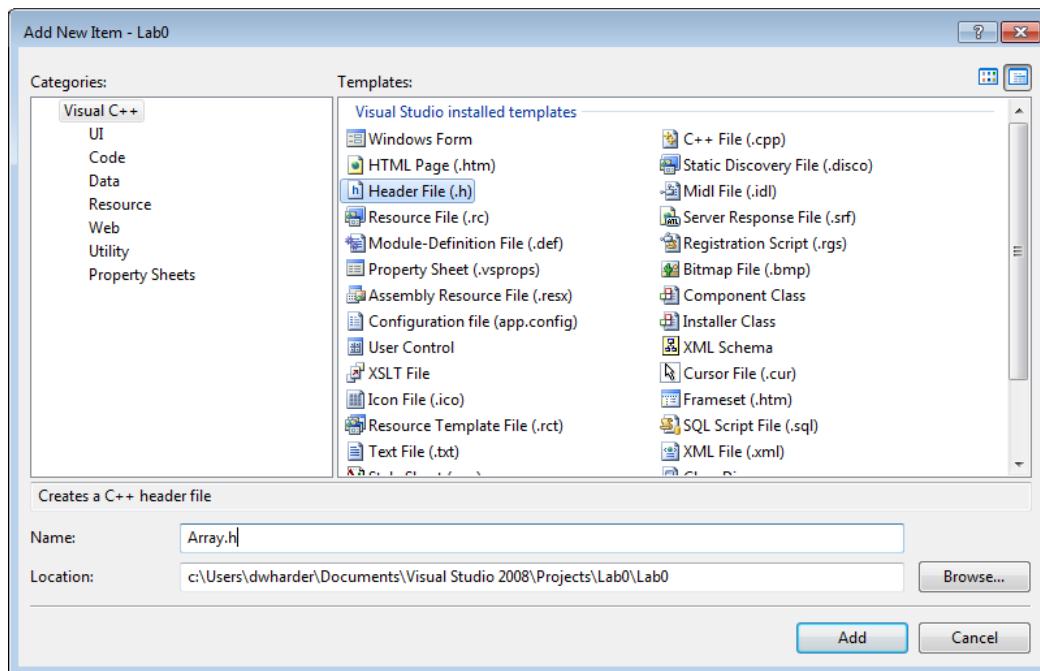 Add New Item - Lab0
Categories:
Templates:
Visual C++
UI
Code
Data
Resource
Web
Utility
Property Sheets
Visual Studio installed templates
Windows Form
HTML Page (.htm)
Header File (.h)
Resource File (.rc)
Module-Definition File (.def)
Property Sheet (.vsprops)
Assembly Resource File (.resx)
Configuration file (app.config)
User Control
XSLT File
Icon File (.ico)
Resource Template File (.rct)
Text File (.txt)
C++ File (.cpp)
Static Discovery File (.disco)
Midl File (.idl)
Server Response File (.srf)
Registration Script (.rgs)
Bitmap File (.bmp)
Component Class
Installer Class
XML Schema
Cursor File (.cur)
Frameset (.htm)
SQL Script File (.sql)
XML File (.xml)
Creates a C++ header file
Name:
Array.h
Location:
c:\Users\dwharder\Documents\Visual Studio 2008\Projects\Lab0\Lab0
Browse...
Add
Cancel